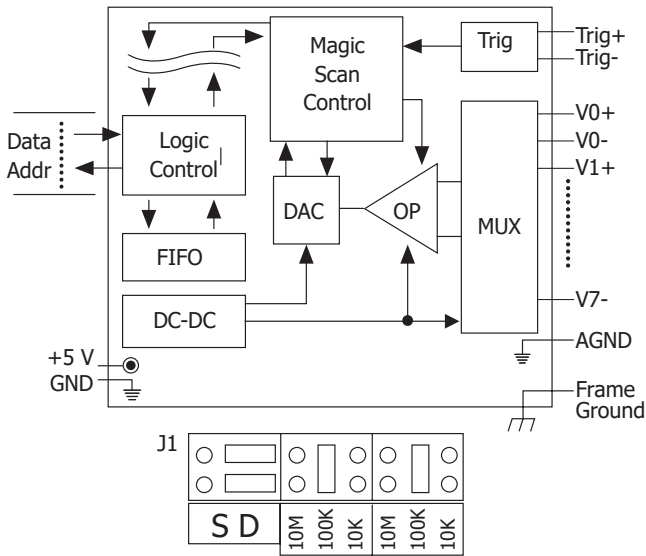 Magic
Scan
Control
Trig
Trig+
Trig-
Data
Addr
Logic
Control
V0+
V0-
V1+
DAC
OP
MUX
FIFO
DC-DC
V7-
+5 V
GND
AGND
Frame
Ground
J1
S D
10M
100K
10K
10M
100K
10K